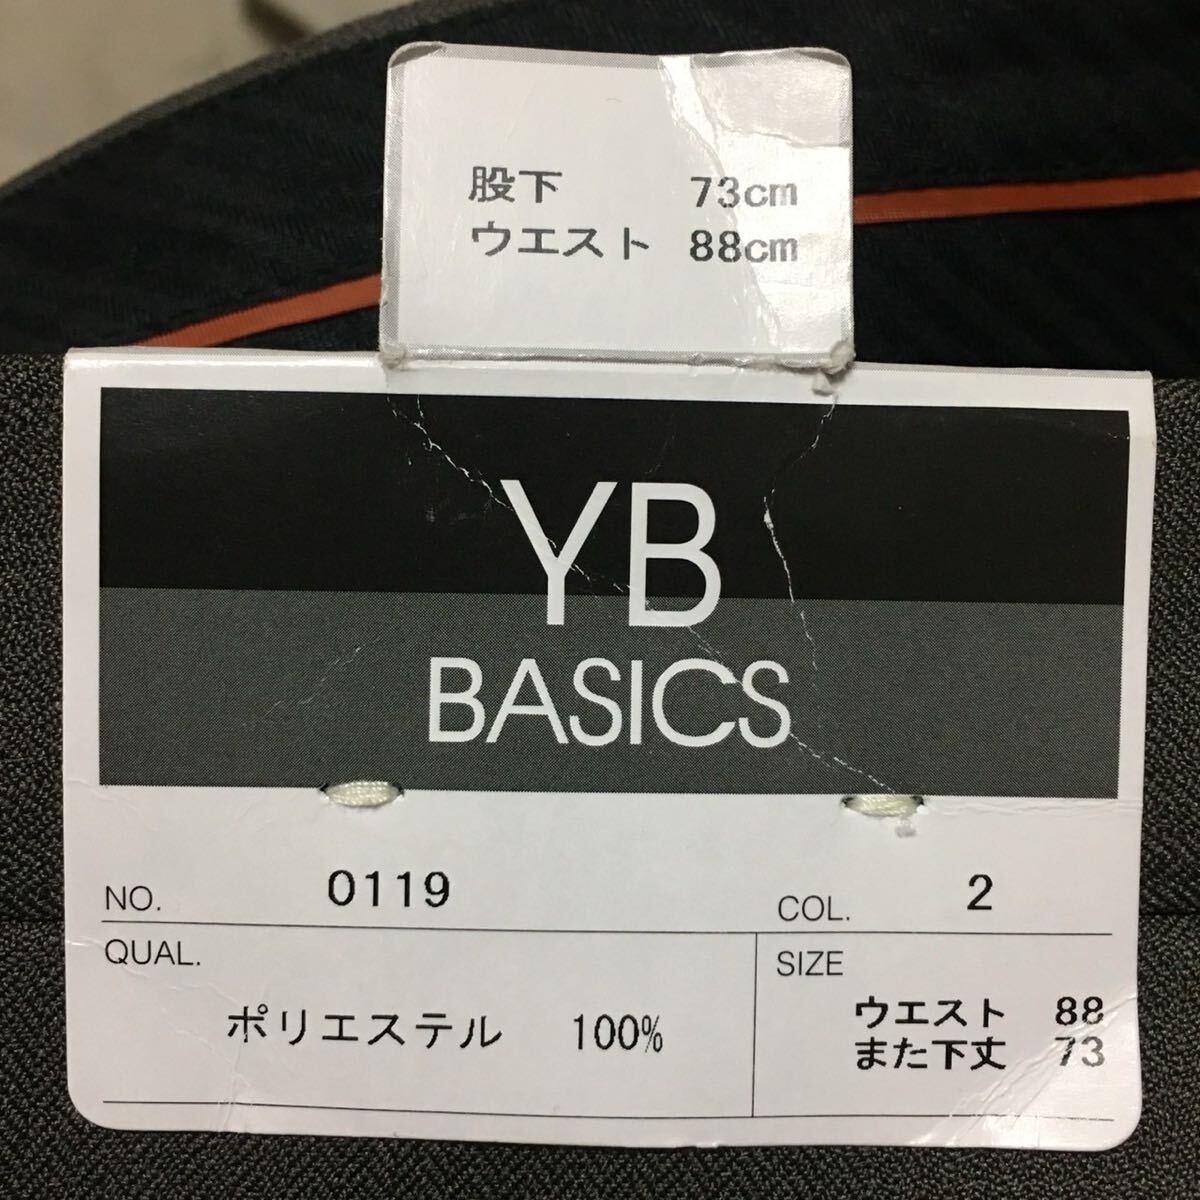 股下 73cm
ウエスト 88cm
YB
BASICS
NO. 0119 COL. 2
QUAL.
ポリエステル 100%
SIZE
ウエスト 88
また下丈 73